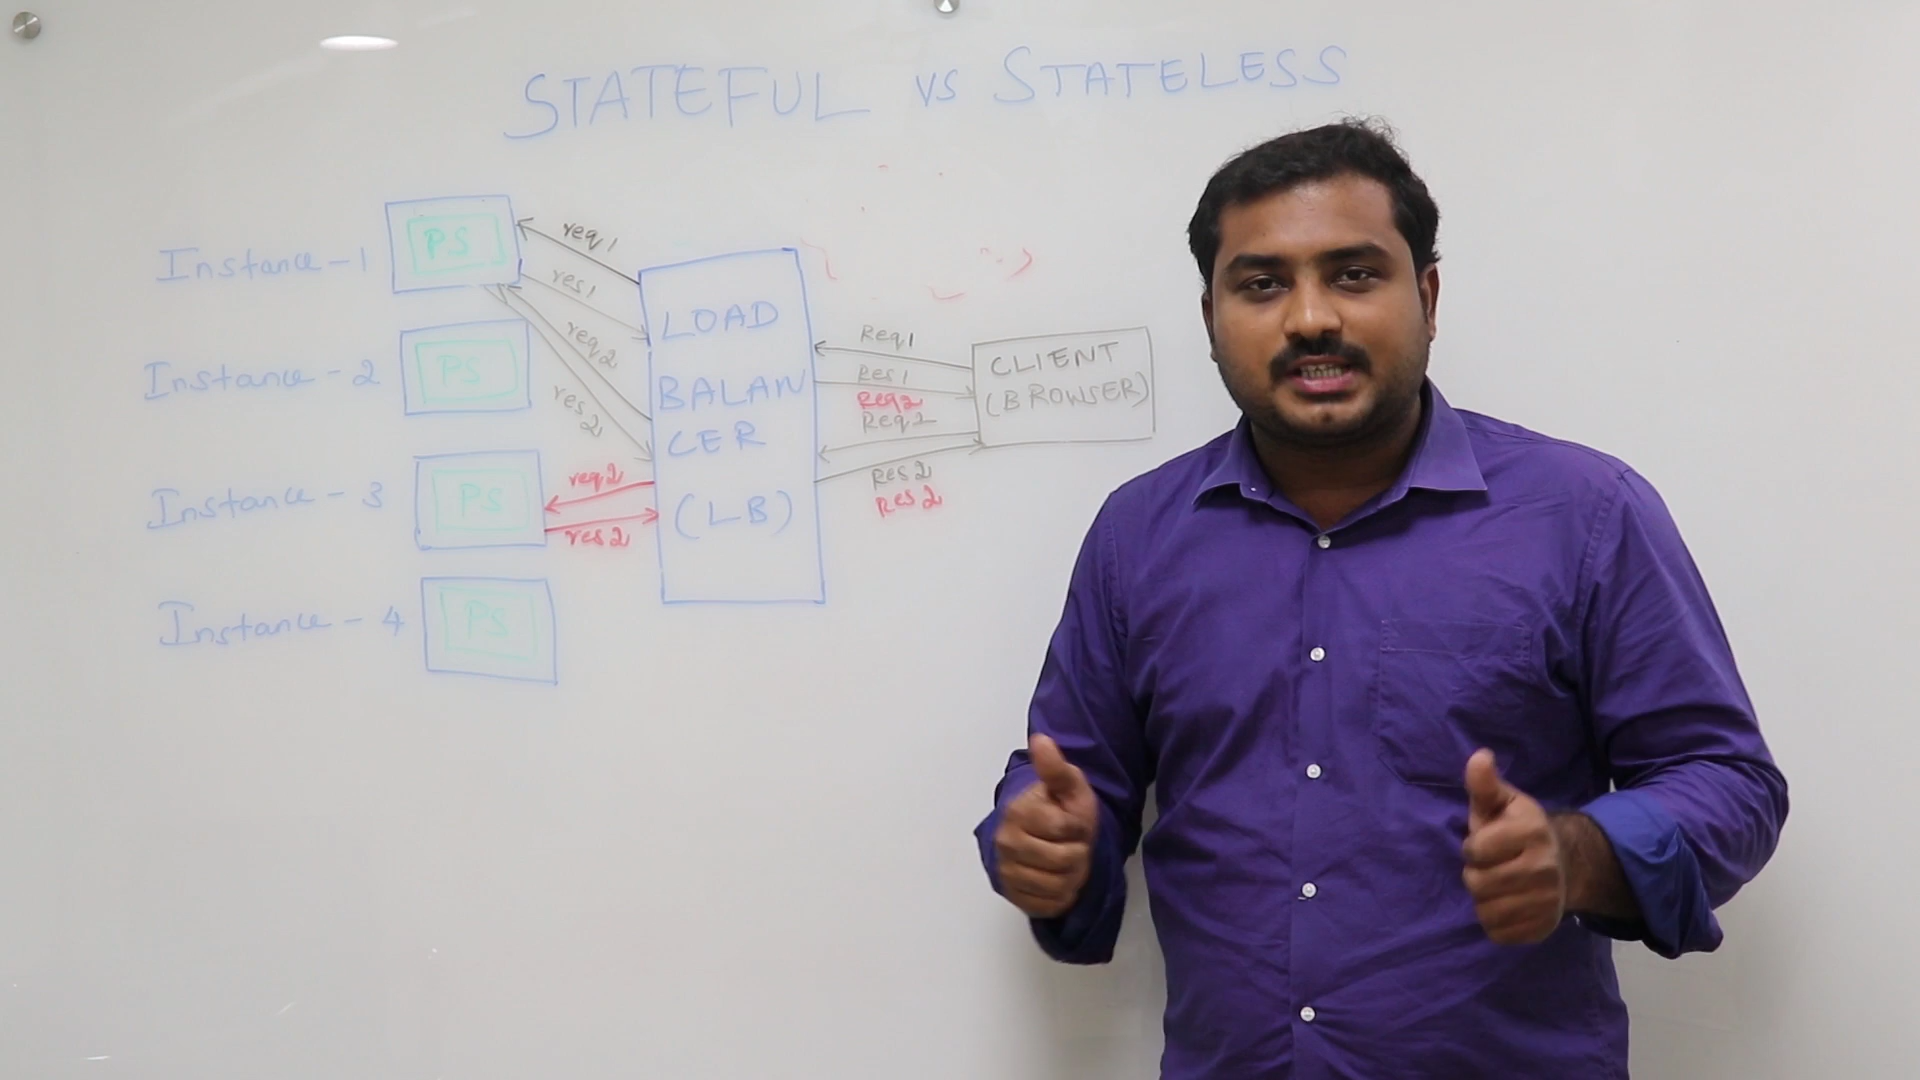 STATEFUL VS STATELESS
Instance-1
PS
req1
res1
req2
res2
Instance-2
PS
Instance-3
PS
req2
res2
Instance-4
PS
LOAD
BALAN
CER
(LB)
Req1
Res1
Req2
Req2
Res2
Res2
CLIENT
(BROWSER)